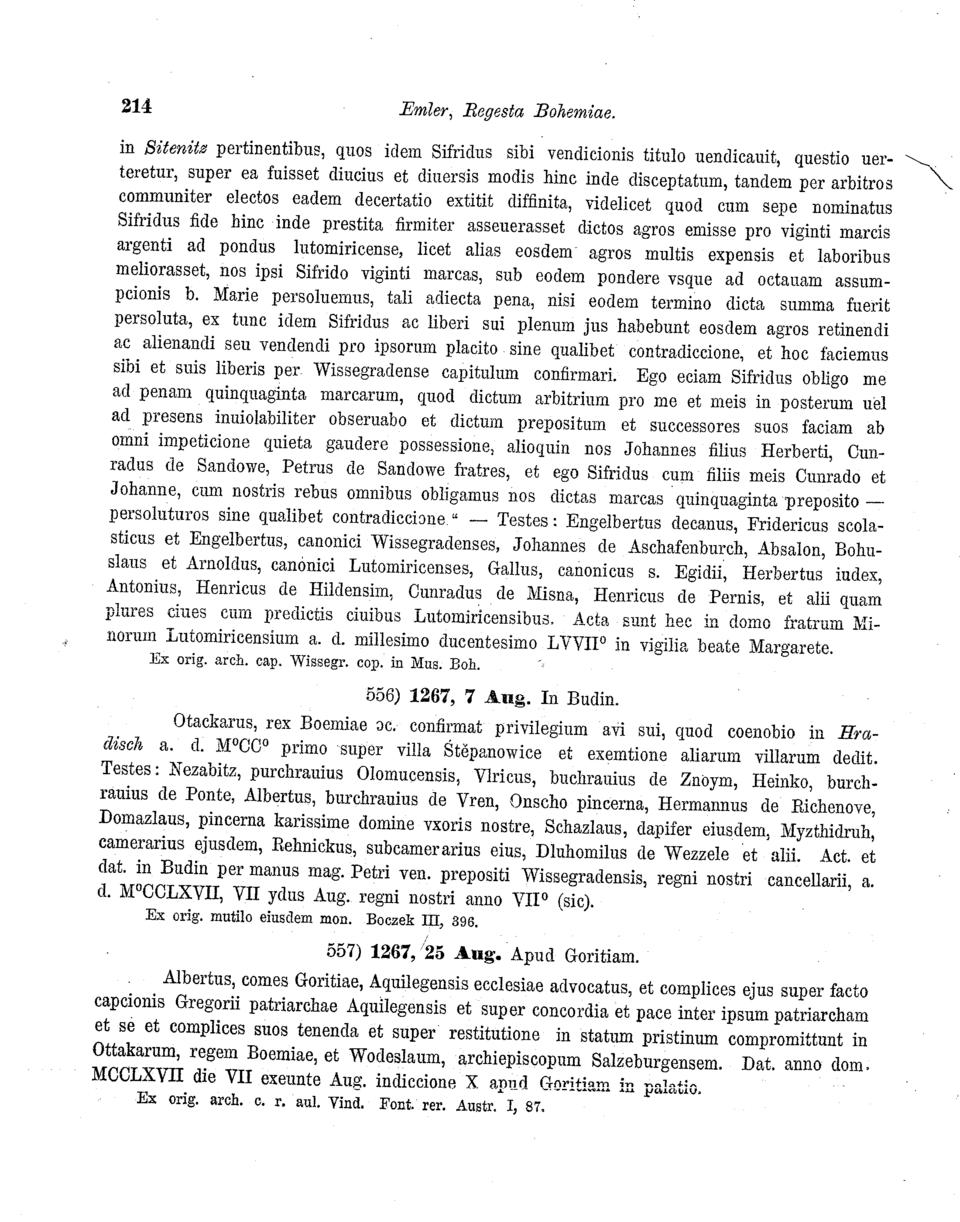 214
Emler, Regesta Bohemiae.
in Sitenitz pertinentibus, quos idem Sifridus sibi vendicionis titulo uendicauit, questio uer-
teretur, super ea fuisset diucius et diuersis modis hinc inde disceptatum, tandem per arbitros
communiter electos eadem decertatio extitit diffinita, videlicet quod cum sepe nominatus
Sifridus fide hinc inde prestita firmiter asseuerasset dictos agros emisse pro viginti marcis
argenti ad pondus lutomiricense, licet alias eosdem agros multis expensis et laboribus
meliorasset, nos ipsi Sifrido viginti marcas, sub eodem pondere vsque ad octauam assum-
pcionis b. Marie persoluemus, tali adiecta pena, nisi eodem termino dicta summa fuerit
persoluta, ex tunc idem Sifridus ac liberi sui plenum jus habebunt eosdem agros retinendi
ac alienandi seu vendendi pro ipsorum placito sine qualibet contradiccione, et hoc faciemus
sibi et suis liberis per Wissegradense capitulum confirmari. Ego eciam Sifridus obligo me
ad penam quinquaginta marcarum, quod dictum arbitrium pro me et meis in posterum uel
ad presens inuiolabiliter obseruabo et dictum prepositum et successores suos faciam ab
omni impeticione quieta gaudere possessione, alioquin nos Johannes filius Herberti, Cun-
radus de Sandowe, Petrus de Sandowe fratres, et ego Sifridus cum filiis meis Cunrado et
Johanne, cum nostris rebus omnibus obligamus nos dictas marcas quinquaginta preposito —
persoluturos sine qualibet contradiccione." — Testes: Engelbertus decanus, Fridericus scola-
sticus et Engelbertus, canonici Wissegradenses, Johannes de Aschafenburch, Absalon, Bohu-
slaus et Arnoldus, canonici Lutomiricenses, Gallus, canonicus s. Egidii, Herbertus iudex,
Antonius, Henricus de Hildensim, Cunradus de Misna, Henricus de Pernis, et alii quam
plures ciues cum predictis ciuibus Lutomiricensibus. Acta sunt hec in domo fratrum Mi-
norum Lutomiricensium a. d. millesimo ducentesimo LVVII⁰ in vigilia beate Margarete.
Ex orig. arch. cap. Wissegr. cop. in Mus. Boh.
556) 1267, 7 Aug. In Budin.
Otackarus, rex Boemiae ɔc. confirmat privilegium avi sui, quod coenobio in Hra-
disch a. d. M⁰CC⁰ primo super villa Štěpanowice et exemtione aliarum villarum dedit.
Testes: Nezabitz, purchrauius Olomucensis, Vlricus, buchrauius de Znoym, Heinko, burch-
rauius de Ponte, Albertus, burchrauius de Vren, Onscho pincerna, Hermannus de Richenove,
Domazlaus, pincerna karissime domine vxoris nostre, Schazlaus, dapifer eiusdem, Myzthidruh,
camerarius ejusdem, Rehnickus, subcamerarius eius, Dluhomilus de Wezzele et alii. Act. et
dat. in Budin per manus mag. Petri ven. prepositi Wissegradensis, regni nostri cancellarii, a.
d. M⁰CCLXVII, VII ydus Aug. regni nostri anno VII⁰ (sic).
Ex orig. mutilo eiusdem mon. Boczek III, 396.
557) 1267, 25 Aug. Apud Goritiam.
Albertus, comes Goritiae, Aquilegensis ecclesiae advocatus, et complices ejus super facto
capcionis Gregorii patriarchae Aquilegensis et super concordia et pace inter ipsum patriarcham
et se et complices suos tenenda et super restitutione in statum pristinum compromittunt in
Ottakarum, regem Boemiae, et Wodeslaum, archiepiscopum Salzeburgensem. Dat. anno dom.
MCCLXVII die VII exeunte Aug. indiccione X apud Goritiam in palatio.
Ex orig. arch. c. r. aul. Vind. Font. rer. Austr. I, 87.